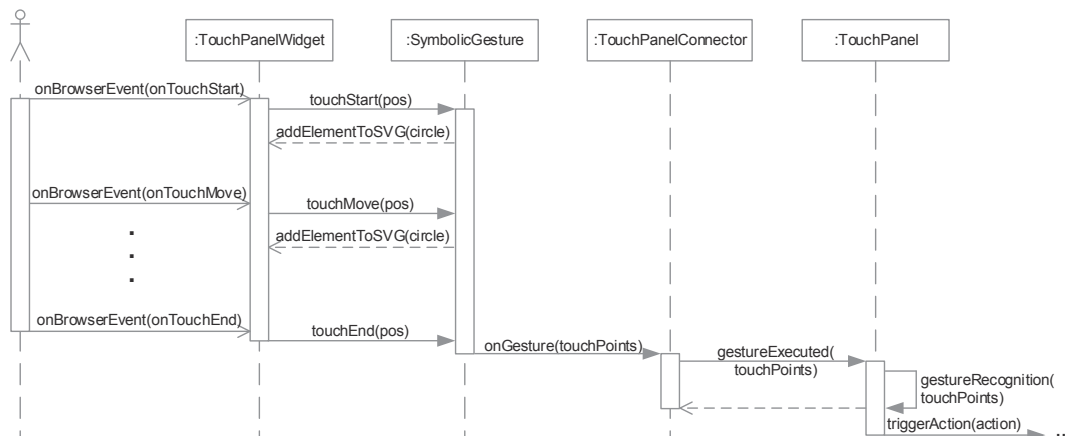 :TouchPanelWidget
:SymbolicGesture
:TouchPanelConnector
:TouchPanel
onBrowserEvent(onTouchStart)
touchStart(pos)
addElementToSVG(circle)
onBrowserEvent(onTouchMove)
touchMove(pos)
addElementToSVG(circle)
onBrowserEvent(onTouchEnd)
touchEnd(pos)
onGesture(touchPoints)
gestureExecuted(
touchPoints)
gestureRecognition(
touchPoints)
triggerAction(action)
...